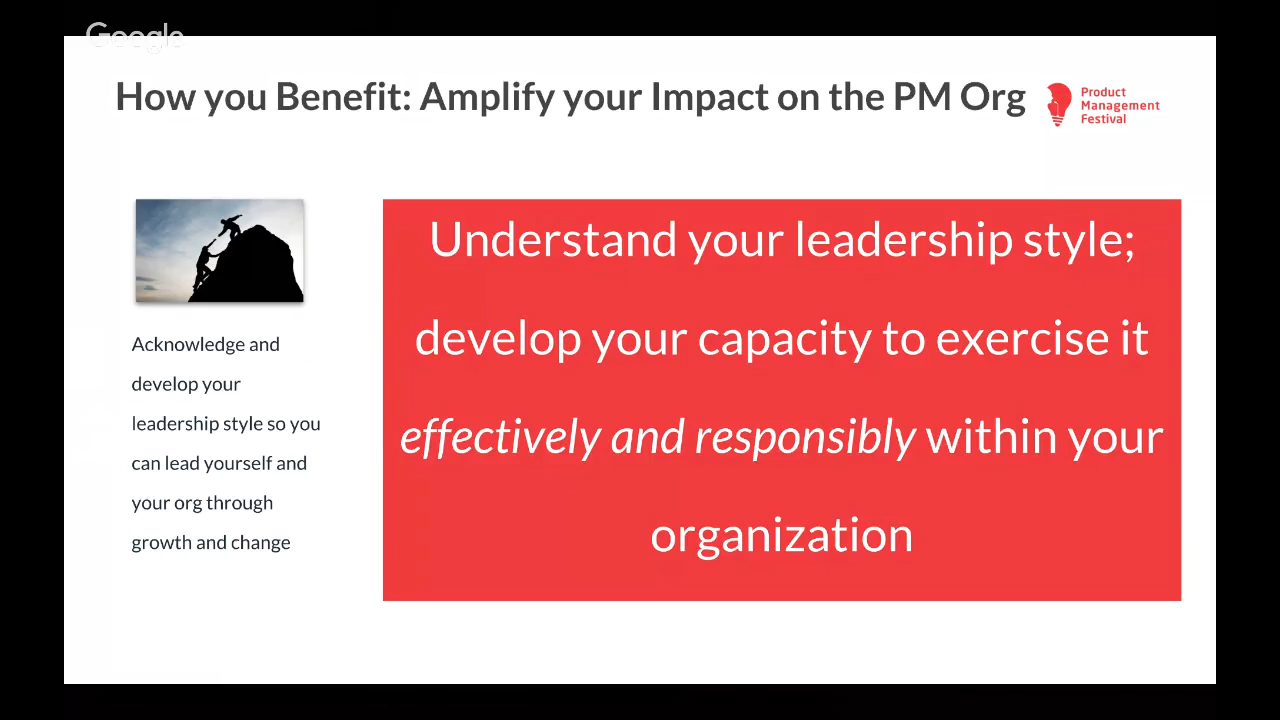 Google
How you Benefit: Amplify your Impact on the PM Org
Product
Management
Festival
Acknowledge and
develop your
leadership style so you
can lead yourself and
your org through
growth and change
Understand your leadership style;
develop your capacity to exercise it
effectively and responsibly within your
organization